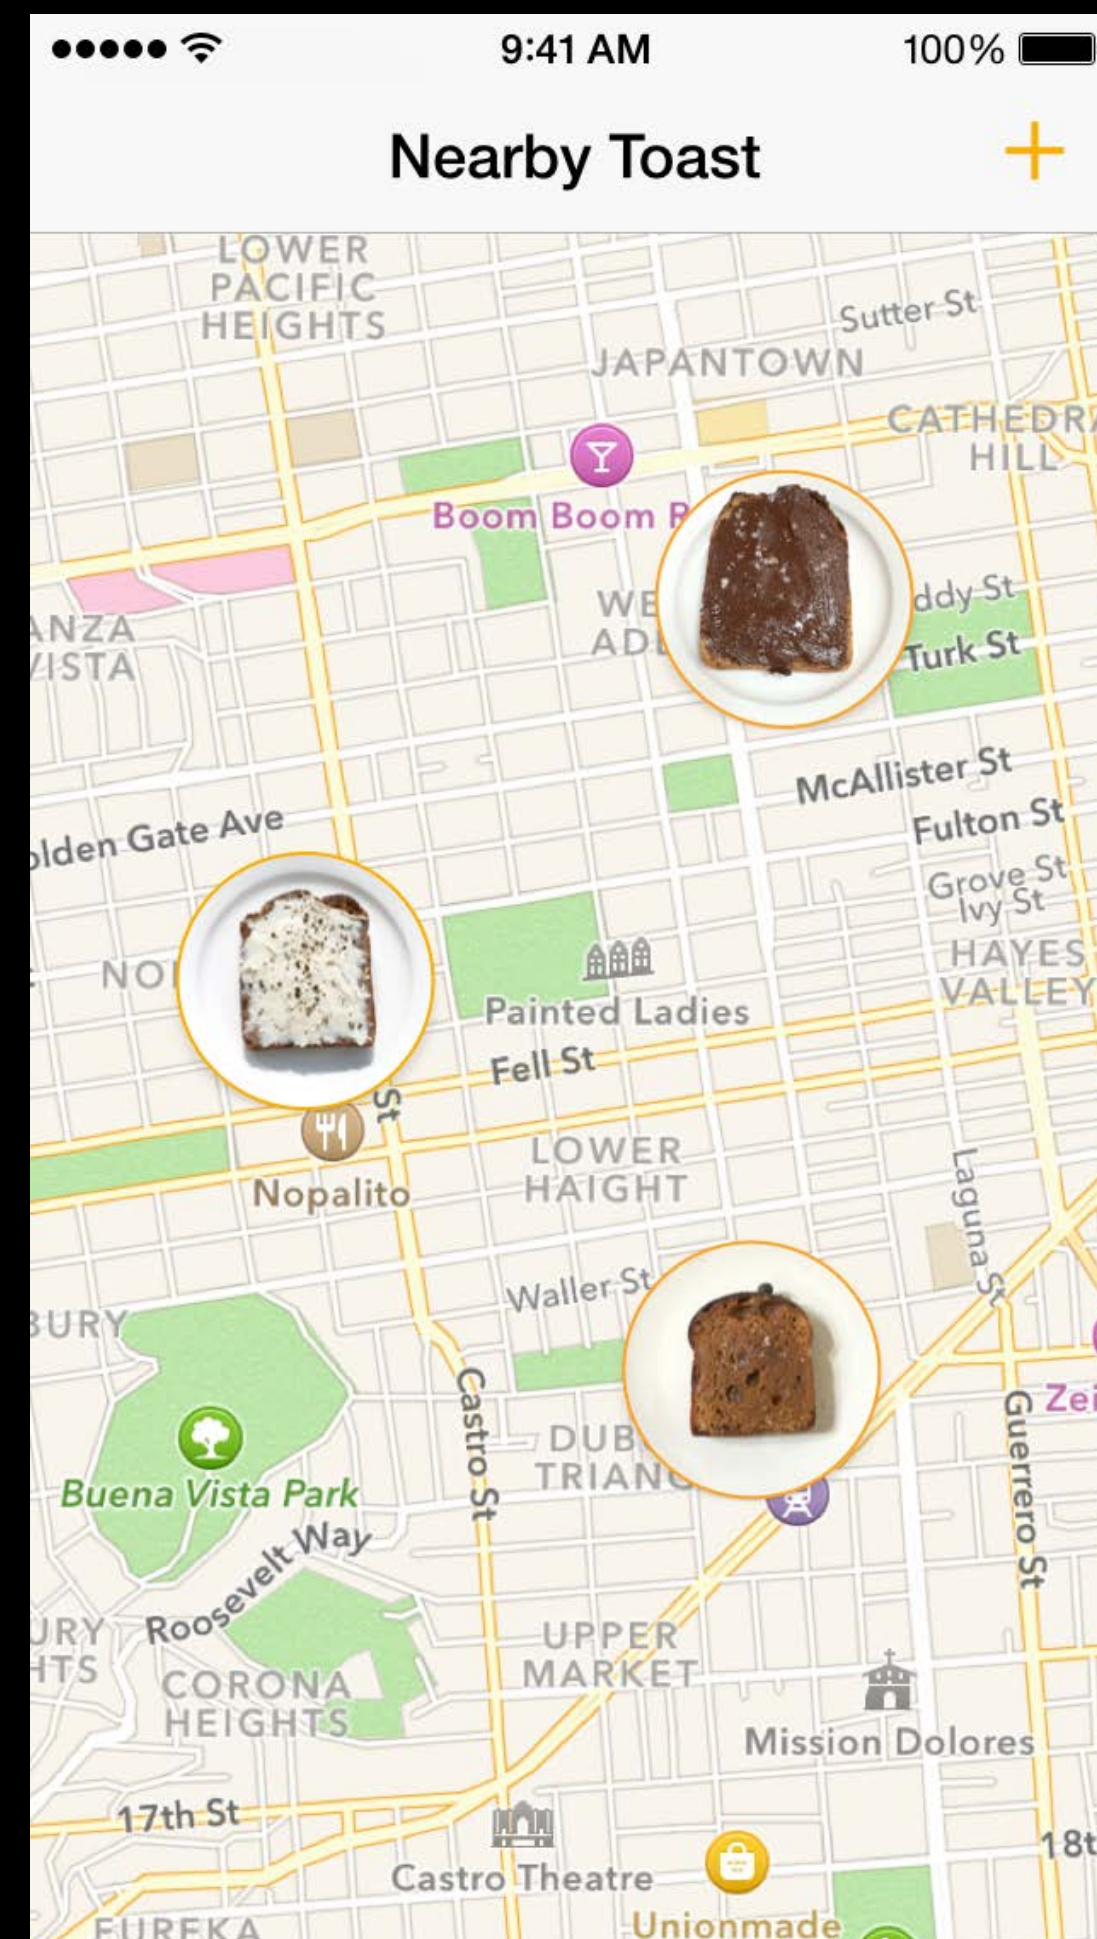 9:41 AM
100%
Nearby Toast
LOWER
PACIFIC
HEIGHTS
Sutter St
JAPANTOWN
CATHEDRA
HILL
Boom Boom R
WE
AD
ANZA
VISTA
ddy St
Turk St
McAllister St
olden Gate Ave
Fulton St
Grove St
Ivy St
NO
HAYES
VALLEY
Painted Ladies
Fell St
St
Nopalito
LOWER
HAIGHT
Laguna St
Waller St
BURY
Castro St
Guerrero St
Zei
DUB
TRIANG
Buena Vista Park
Roosevelt Way
URY
HTS
UPPER
MARKET
CORONA
HEIGHTS
Mission Dolores
17th St
18t
Castro Theatre
Unionmade
EUREKA